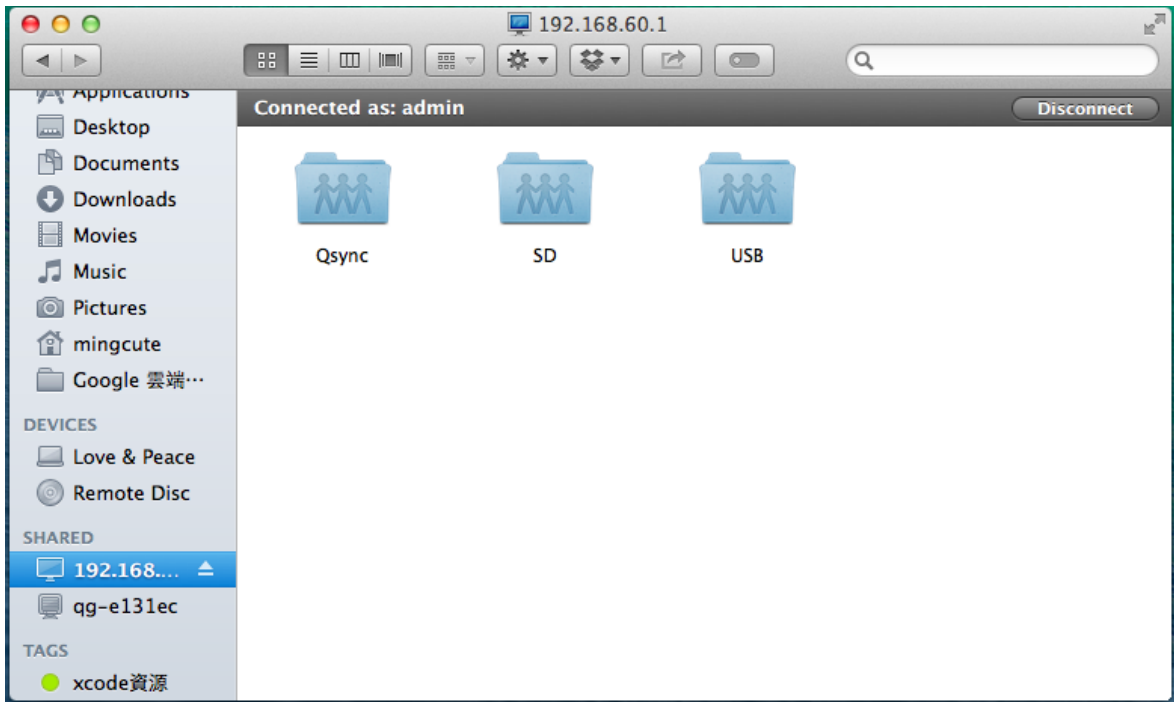 192.168.60.1
Applications
Desktop
Documents
Downloads
Movies
Music
Pictures
mingcute
Google 雲端…
DEVICES
Love & Peace
Remote Disc
SHARED
192.168....
qg-e131ec
TAGS
xcode資源
Connected as: admin
Disconnect
Qsync
SD
USB